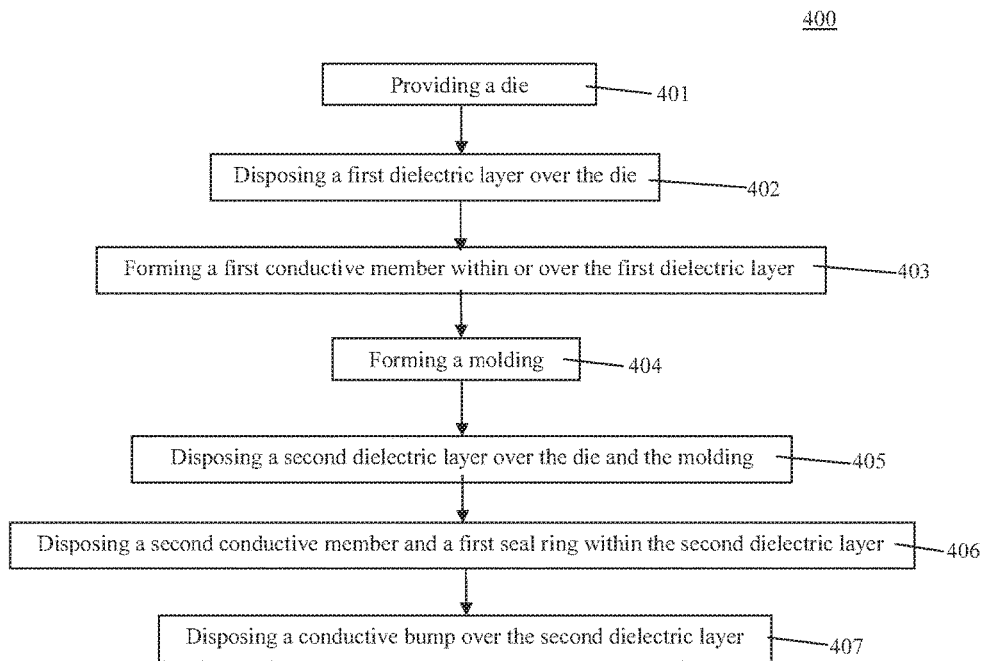 400
Providing a die
401
Disposing a first dielectric layer over the die
402
Forming a first conductive member within or over the first dielectric layer
403
Forming a molding
404
Disposing a second dielectric layer over the die and the molding
405
Disposing a second conductive member and a first seal ring within the second dielectric layer
406
Disposing a conductive bump over the second dielectric layer
407